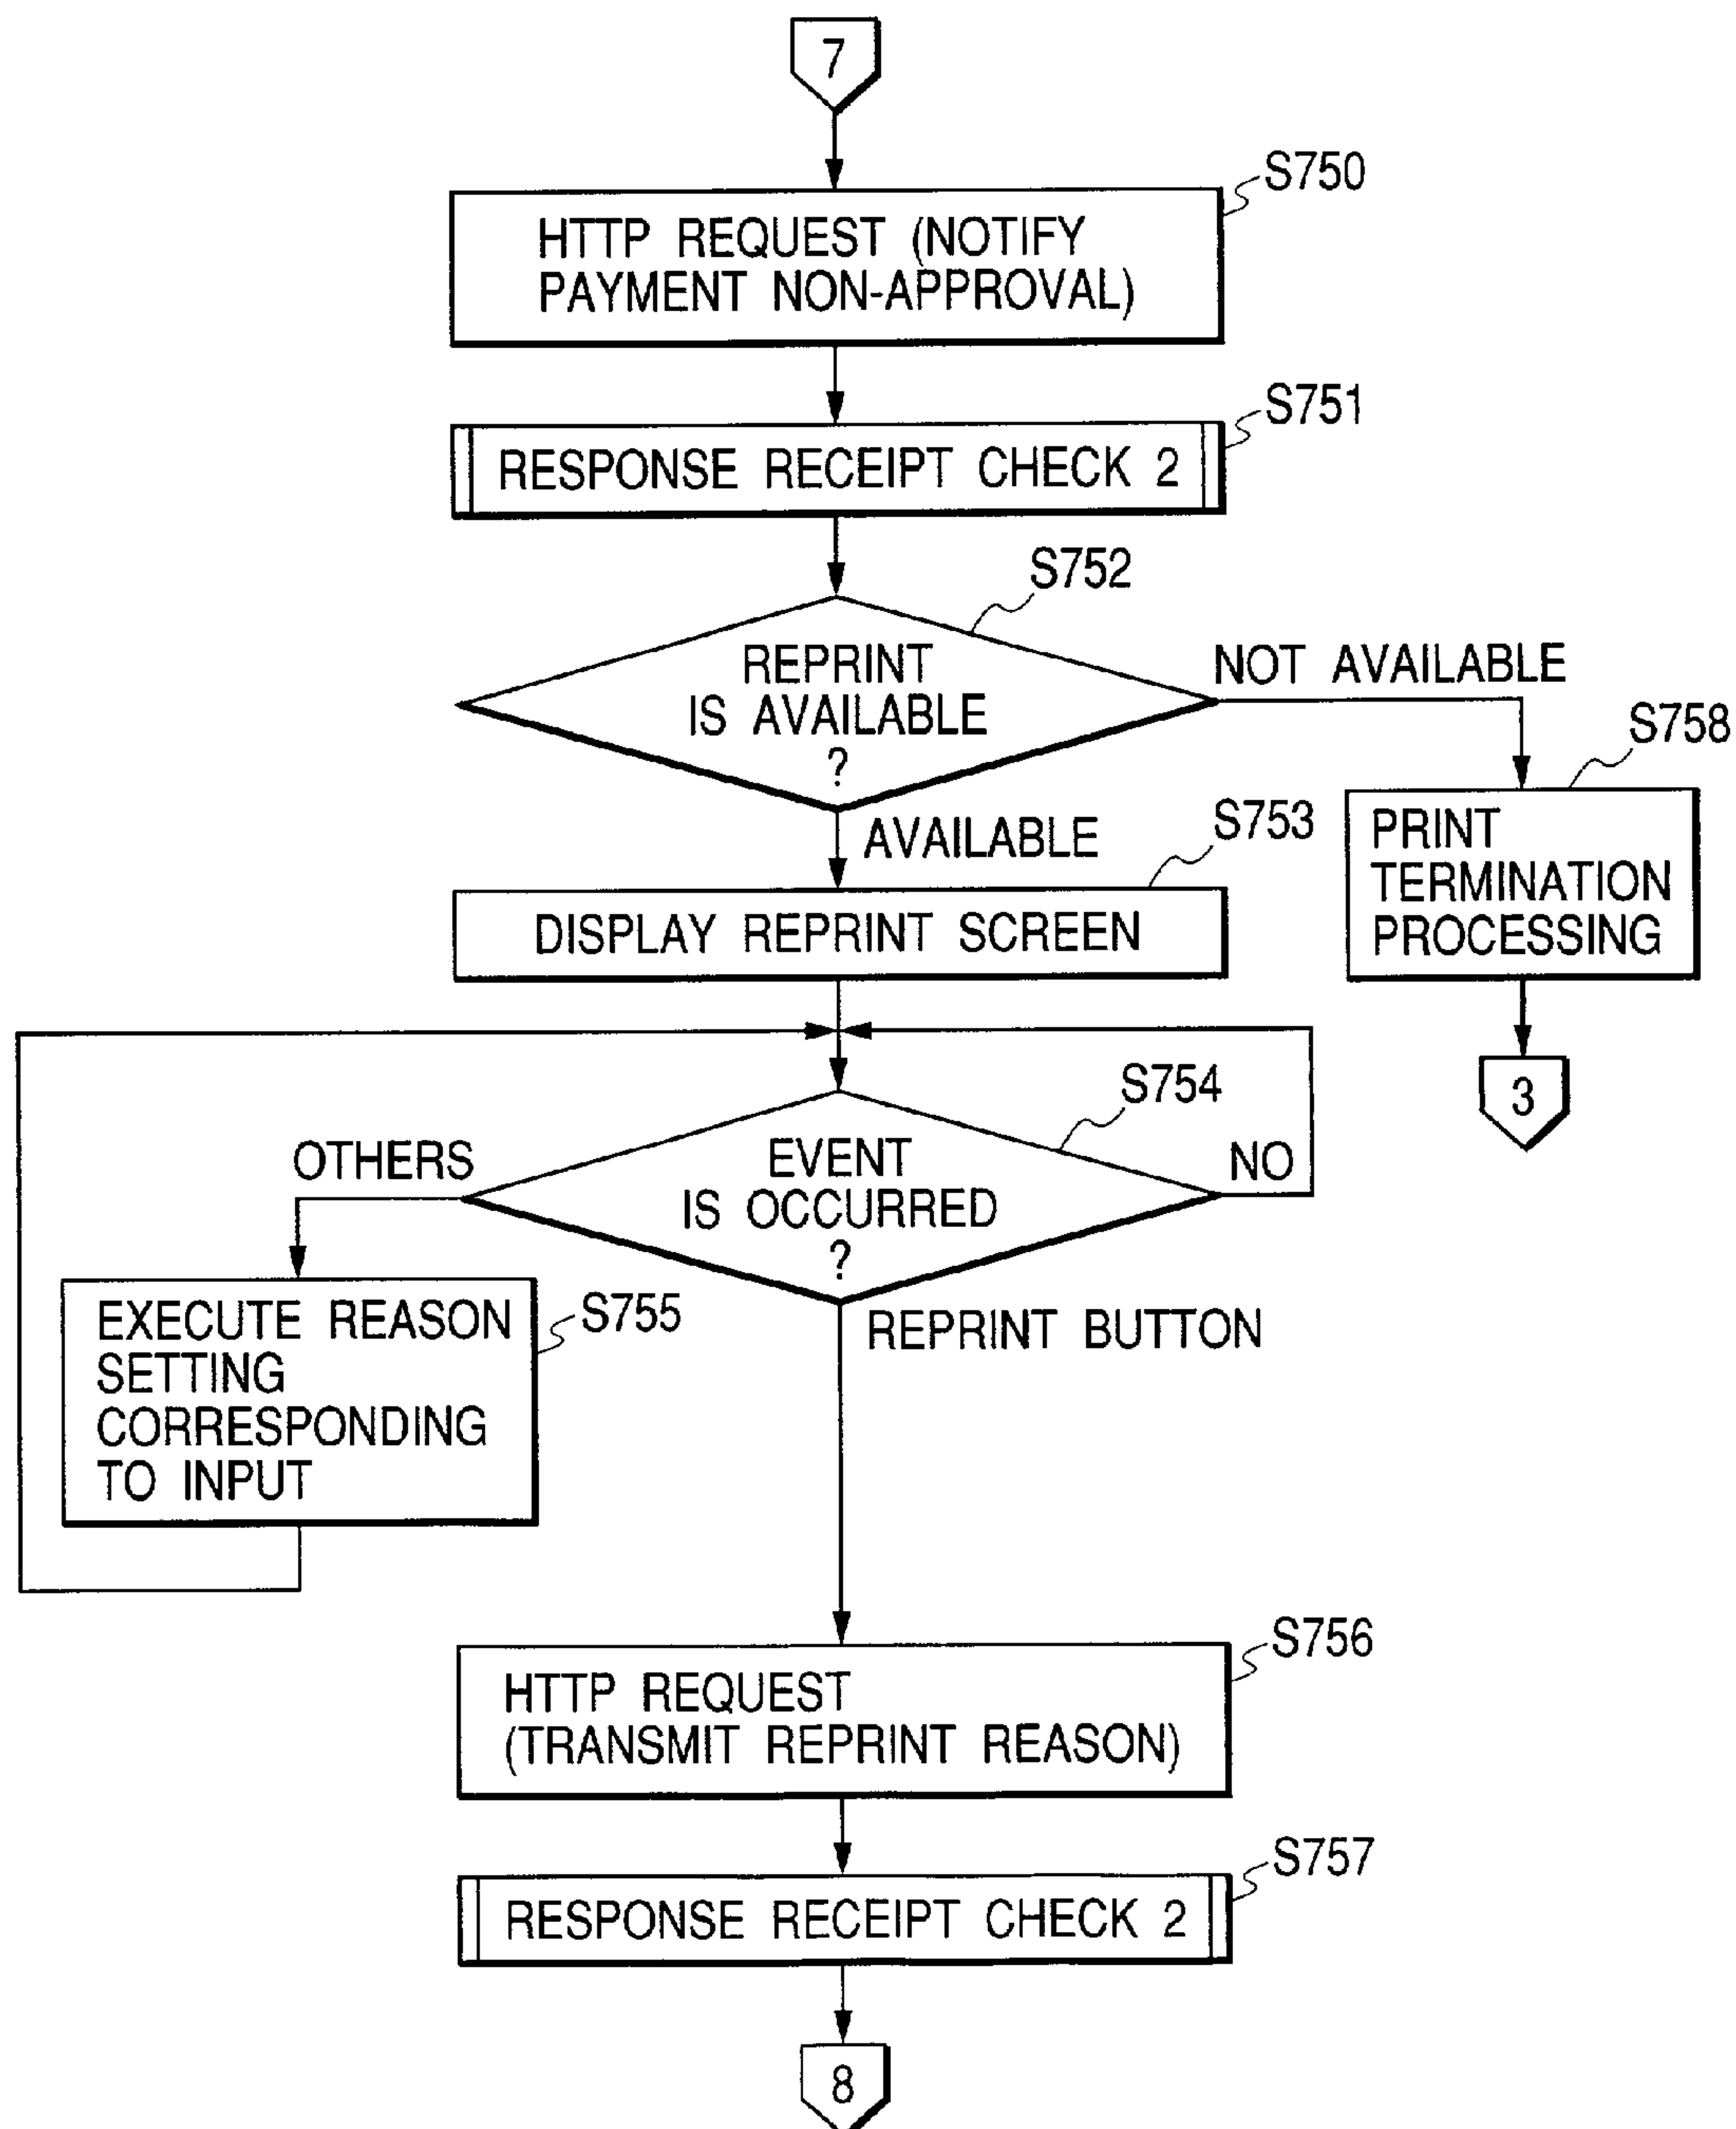 7
S750
HTTP REQUEST (NOTIFY
PAYMENT NON-APPROVAL)
S751
RESPONSE RECEIPT CHECK 2
S752
REPRINT
IS AVAILABLE
?
NOT AVAILABLE
S758
PRINT
TERMINATION
PROCESSING
3
AVAILABLE
S753
DISPLAY REPRINT SCREEN
S754
EVENT
IS OCCURRED
?
NO
OTHERS
S755
EXECUTE REASON
SETTING
CORRESPONDING
TO INPUT
REPRINT BUTTON
S756
HTTP REQUEST
(TRANSMIT REPRINT REASON)
S757
RESPONSE RECEIPT CHECK 2
8